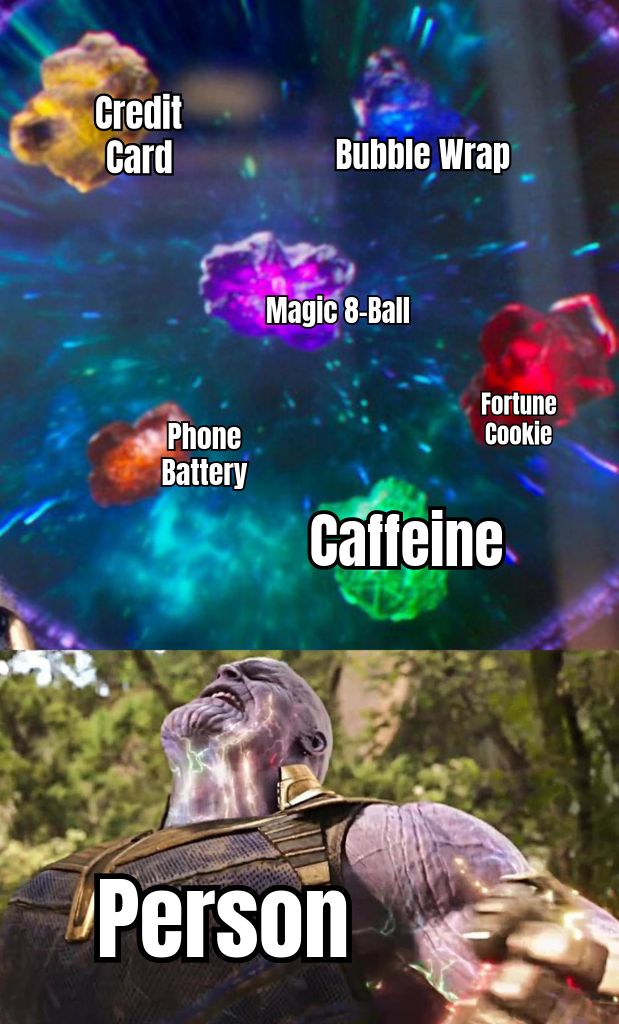 Credit
Card
Bubble Wrap
Magic 8-Ball
Fortune
Cookie
Phone
Battery
Caffeine
Person